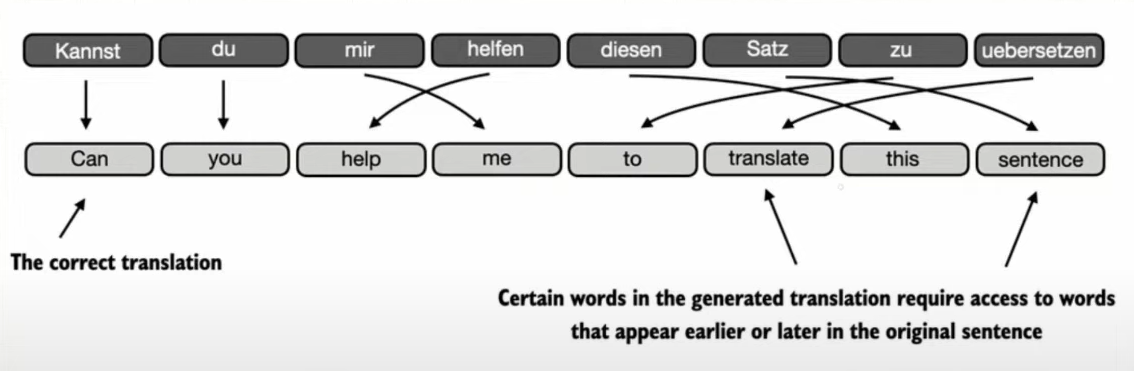 Kannst du mir helfen diesen Satz zu uebersetzen
Can you help me to translate this sentence
The correct translation
Certain words in the generated translation require access to words
that appear earlier or later in the original sentence